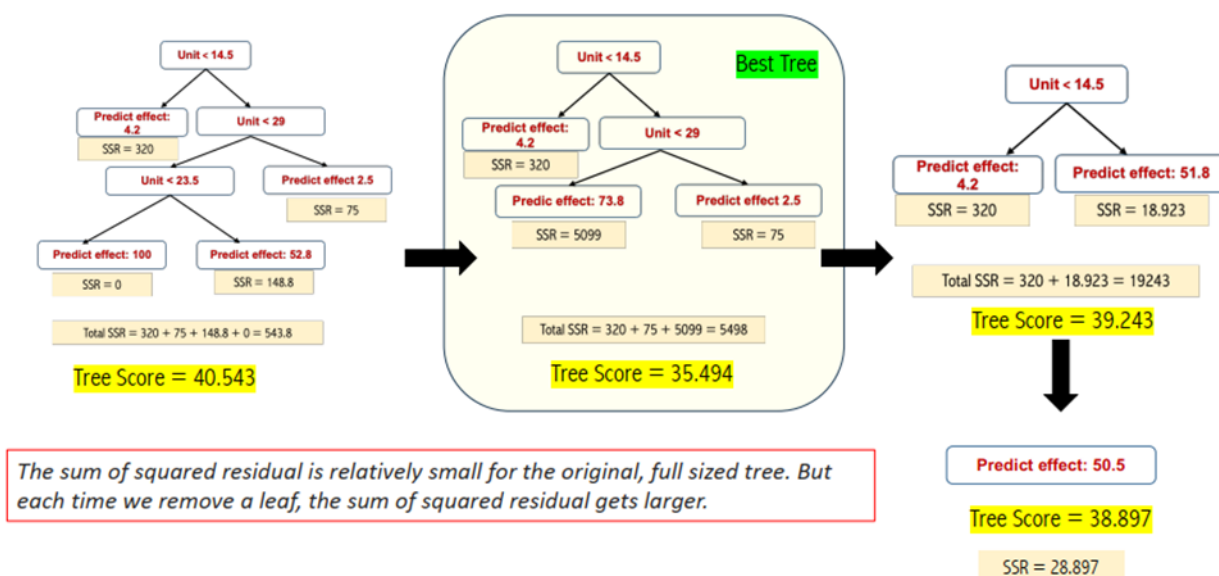 Unit < 14.5
Predict effect:
4.2
SSR = 320
Unit < 29
Unit < 23.5
Predict effect 2.5
SSR = 75
Predict effect: 100
SSR = 0
Predict effect: 52.8
SSR = 148.8
Total SSR = 320 + 75 + 148.8 + 0 = 543.8
Tree Score = 40.543
Best Tree
Unit < 14.5
Predict effect:
4.2
SSR = 320
Unit < 29
Predic effect: 73.8
SSR = 5099
Predict effect 2.5
SSR = 75
Total SSR = 320 + 75 + 5099 = 5498
Tree Score = 35.494
Unit < 14.5
Predict effect:
4.2
SSR = 320
Predict effect: 51.8
SSR = 18.923
Total SSR = 320 + 18.923 = 19243
Tree Score = 39.243
Predict effect: 50.5
Tree Score = 38.897
SSR = 28.897
The sum of squared residual is relatively small for the original, full sized tree. But
each time we remove a leaf, the sum of squared residual gets larger.